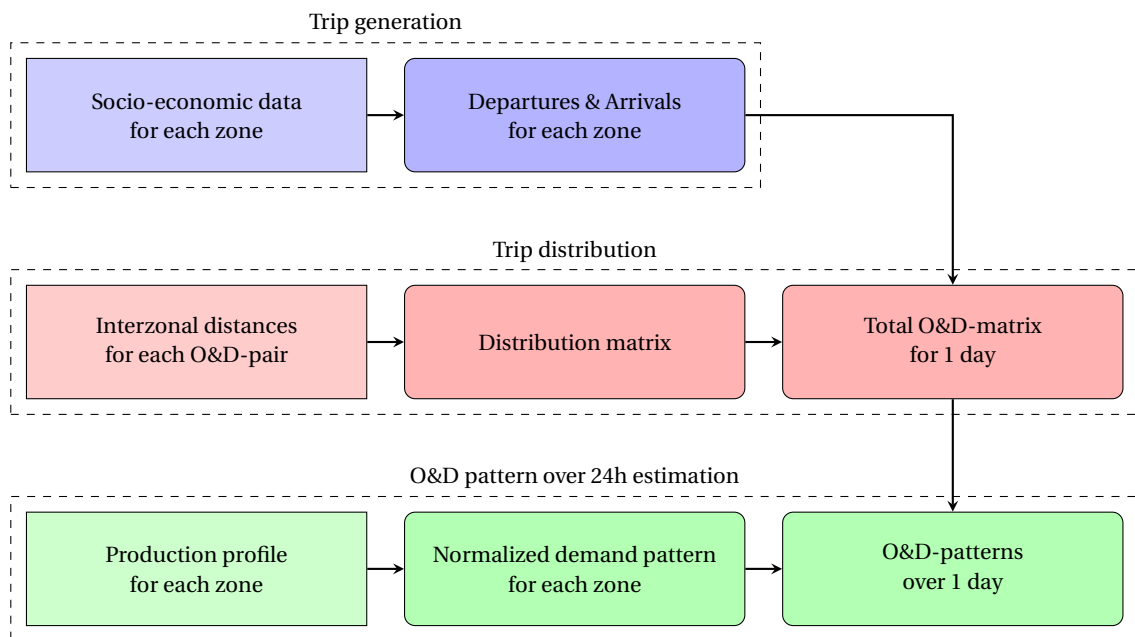 Trip generation
Socio-economic data
for each zone
Departures & Arrivals
for each zone
Trip distribution
Interzonal distances
for each O&D-pair
Distribution matrix
Total O&D-matrix
for 1 day
O&D pattern over 24h estimation
Production profile
for each zone
Normalized demand pattern
for each zone
O&D-patterns
over 1 day